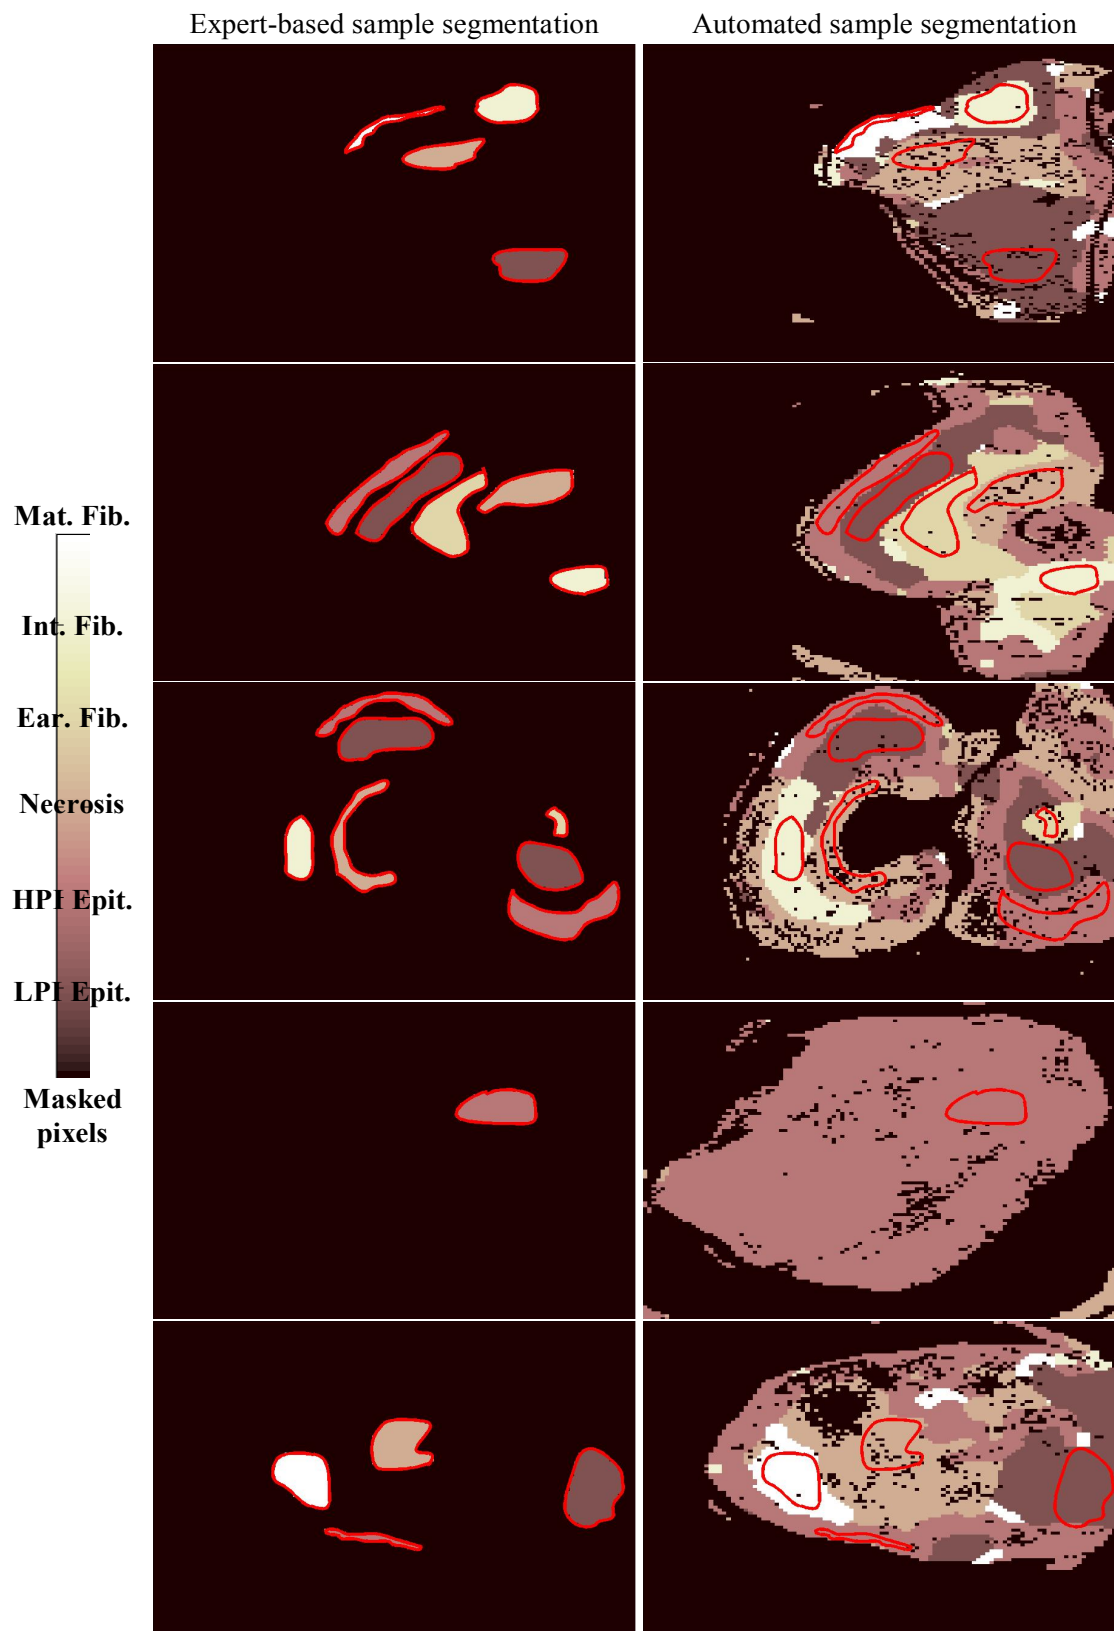 Expert-based sample segmentation
Automated sample segmentation
Mat. Fib.
Int. Fib.
Ear. Fib.
Necrosis
HPI Epit.
LPI Epit.
Masked
pixels